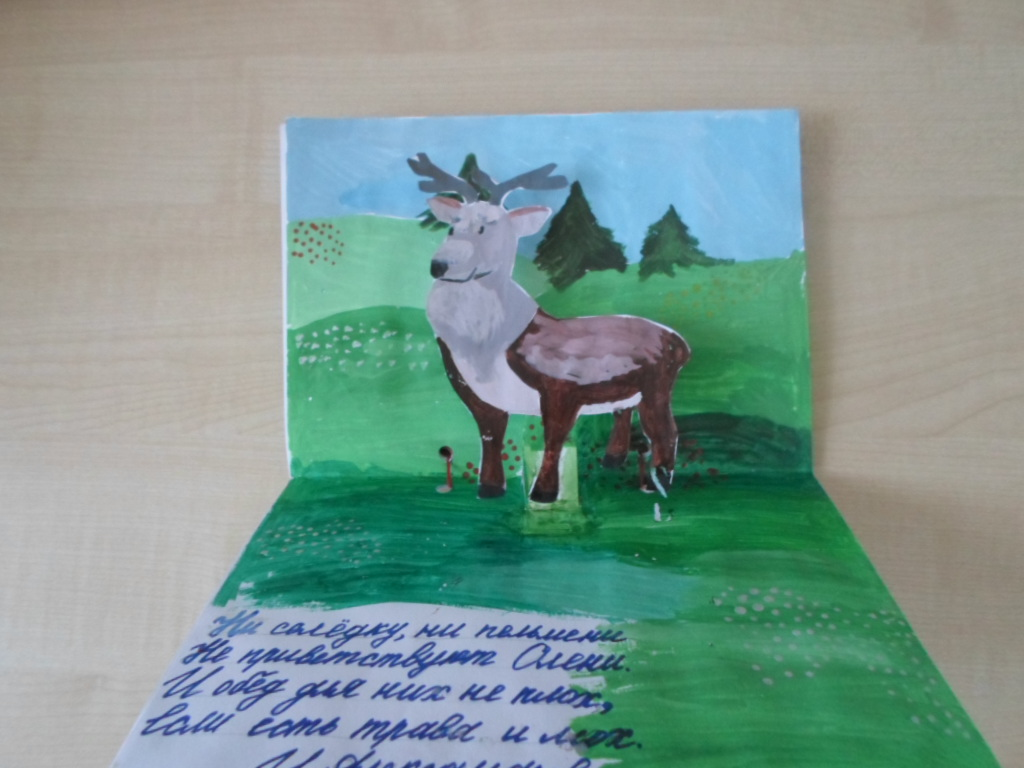 Ни селёдку, ни пельмени
Не приветствуют Олени.
И обед для них не плох,
Если есть трава и мох.
И